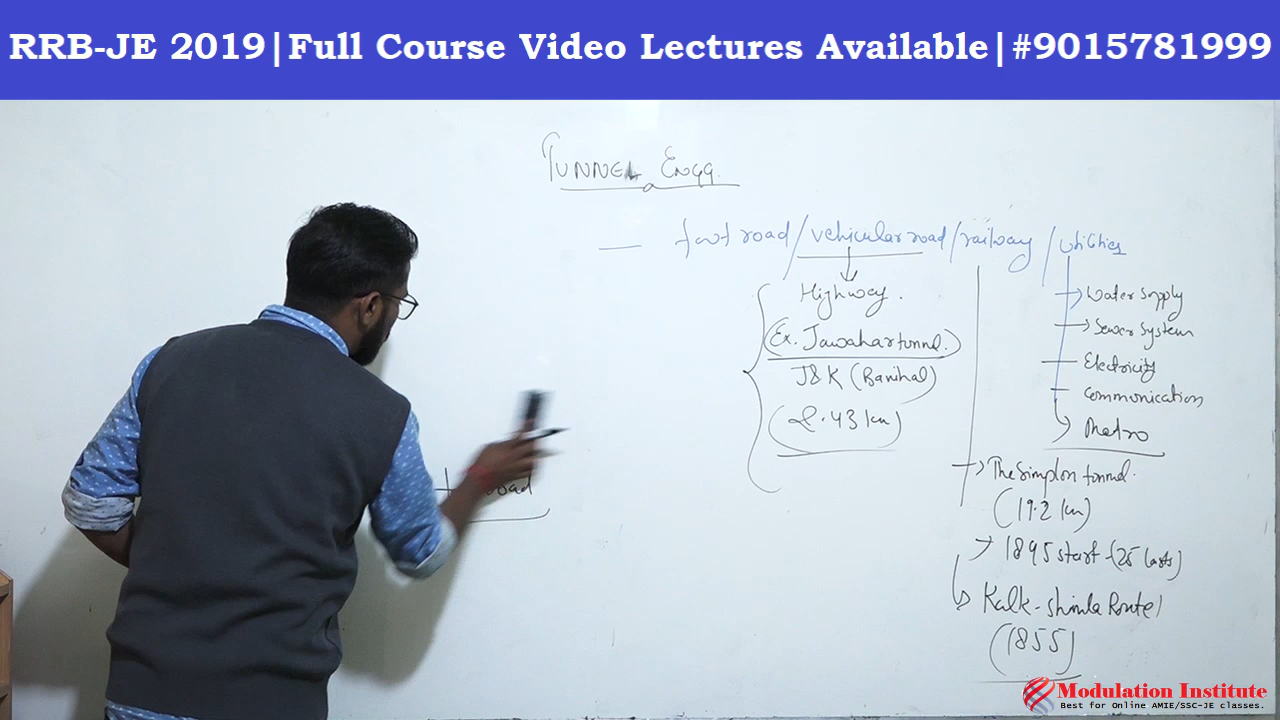 RRB-JE 2019|Full Course Video Lectures Available|#9015781999
TUNNEL Engg.
— foot road/vehicular road/railway/utilities
Highway.
(Ex. Jawahar tunnel.)
J&K (Banihal)
(2.43 km)
Water Supply
Sewer System
Electricity
Communication
Metro
The Simplon tunnel.
(19.2 km)
1895 start
Kalk-shimla Route
(1855)
road
Modulation Institute
Best for Online AMIE/SSC-JE classes.